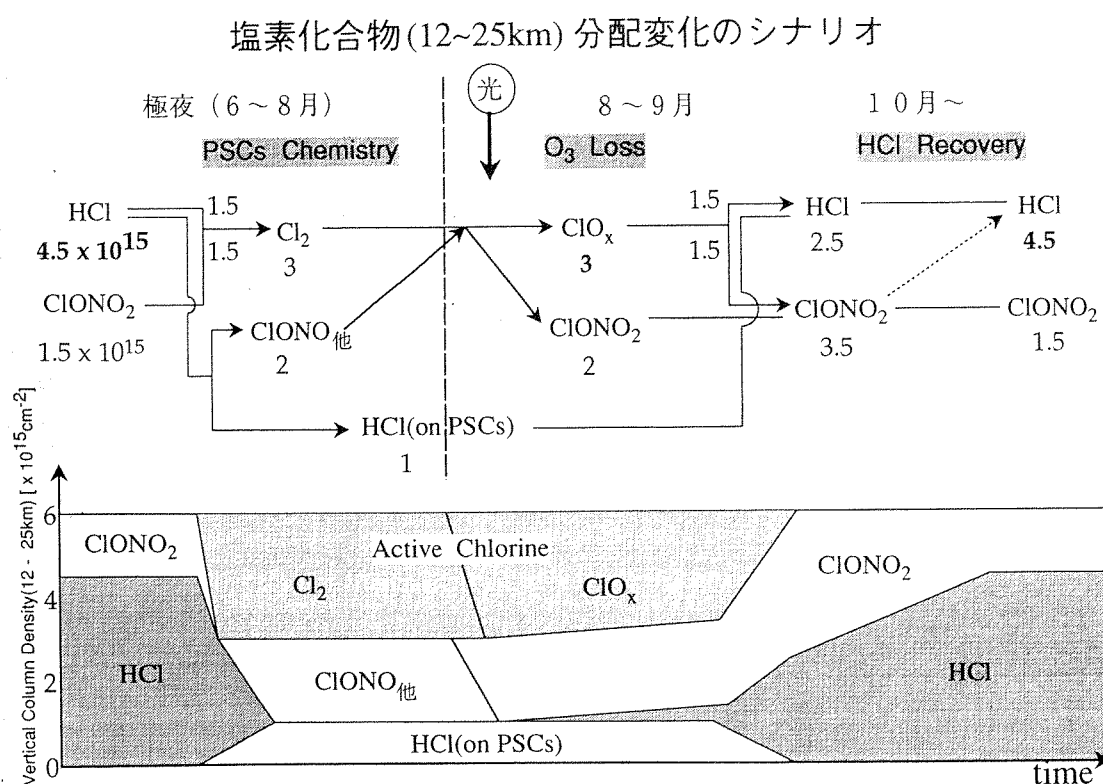 塩素化合物(12~25km) 分配変化のシナリオ
光
極夜（6～8月）
8～9月
10月～
PSCs Chemistry
O3 Loss
HCl Recovery
HCl
4.5 x 10^15
ClONO2
1.5 x 10^15
1.5
1.5
Cl2
3
ClONO他
2
HCl(on PSCs)
1
ClOx
3
ClONO2
2
1.5
1.5
HCl
2.5
ClONO2
3.5
HCl
4.5
ClONO2
1.5
Vertical Column Density(12 - 25km) [ x 10^15cm^-2]
6
4
2
0
ClONO2
HCl
Active Chlorine
Cl2
ClOx
ClONO他
HCl(on PSCs)
ClONO2
HCl
time